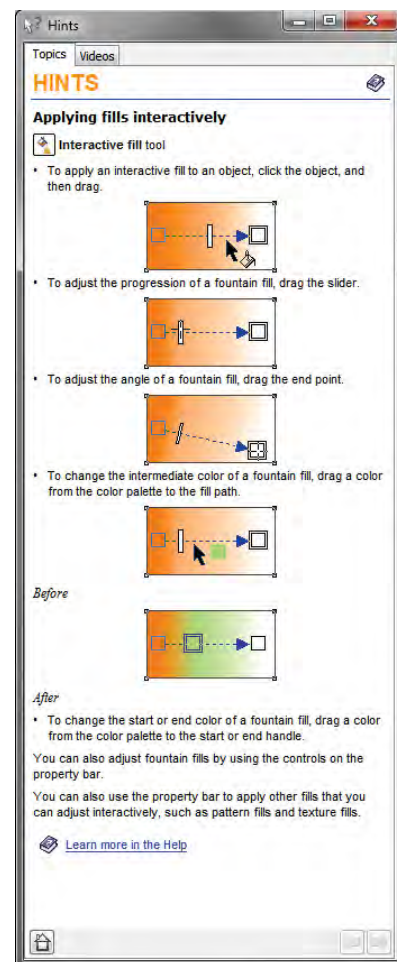 Hints
Topics
Videos
HINTS
Applying fills interactively
Interactive fill tool
• To apply an interactive fill to an object, click the object, and
then drag.
• To adjust the progression of a fountain fill, drag the slider.
• To adjust the angle of a fountain fill, drag the end point.
• To change the intermediate color of a fountain fill, drag a color
from the color palette to the fill path.
Before
After
• To change the start or end color of a fountain fill, drag a color
from the color palette to the start or end handle.
You can also adjust fountain fills by using the controls on the
property bar.
You can also use the property bar to apply other fills that you
can adjust interactively, such as pattern fills and texture fills.
Learn more in the Help